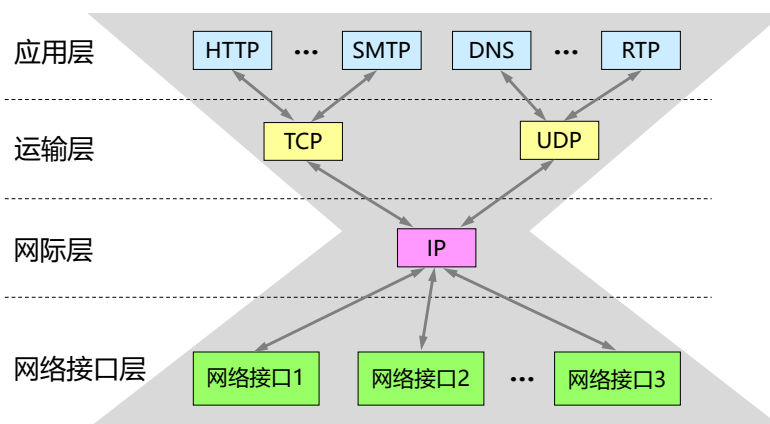 应用层
HTTP ••• SMTP DNS ••• RTP
运输层
TCP UDP
网际层
IP
网络接口层
网络接口1 网络接口2 ••• 网络接口3